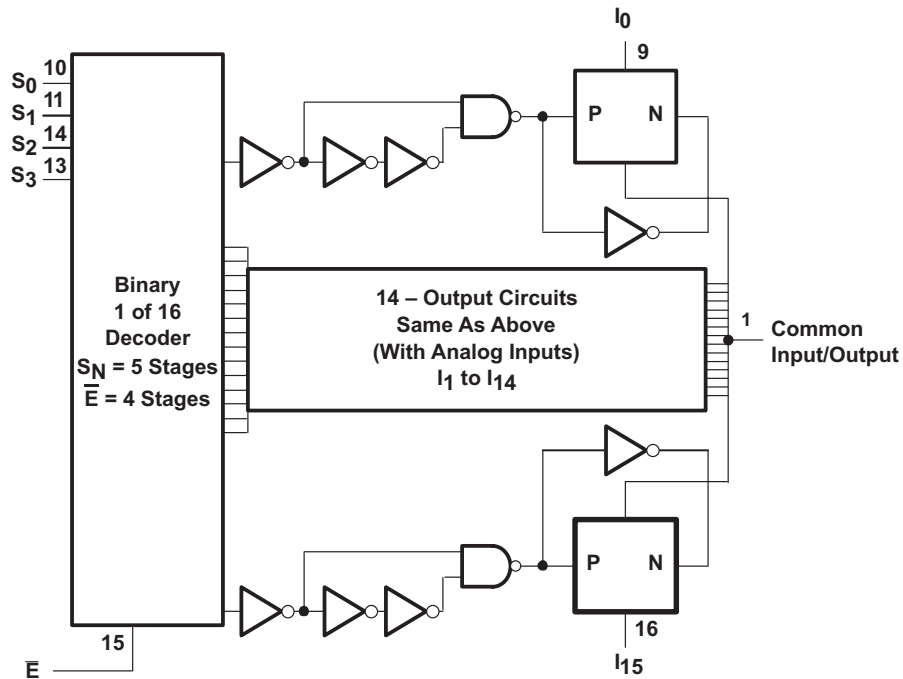 I0
9
P N
S0 10
S1 11
S2 14
S3 13
Binary
1 of 16
Decoder
SN = 5 Stages
E̅ = 4 Stages
14 – Output Circuits
Same As Above
(With Analog Inputs)
I1 to I14
1
Common
Input/Output
P N
16
I15
15
E̅